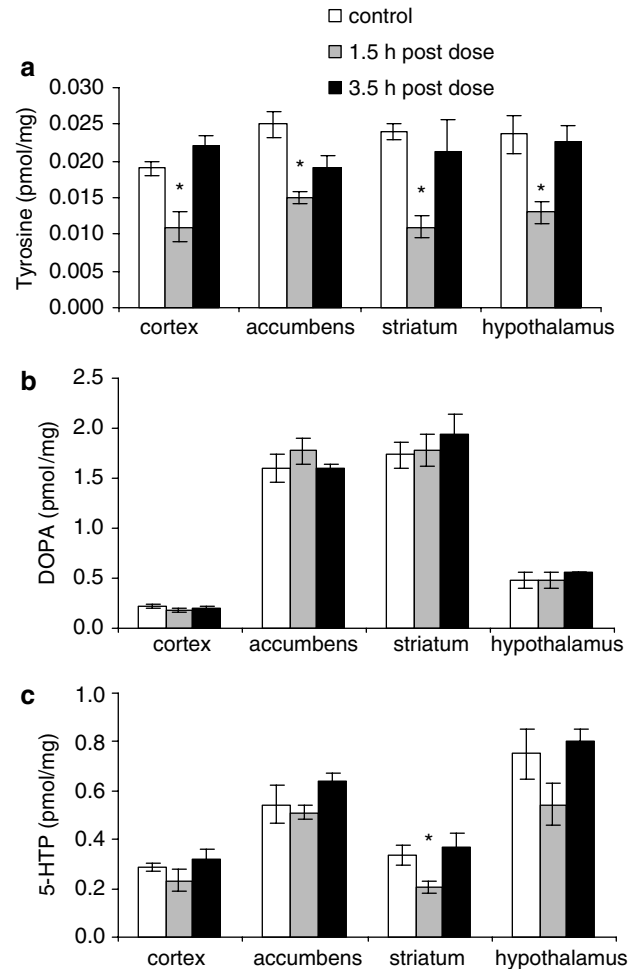 control
1.5 h post dose
3.5 h post dose
a
Tyrosine (pmol/mg)
0.030
0.025
0.020
0.015
0.010
0.005
0.000
* * * *
cortex accumbens striatum hypothalamus
b
DOPA (pmol/mg)
2.5
2.0
1.5
1.0
0.5
0.0
cortex accumbens striatum hypothalamus
c
5-HTP (pmol/mg)
1.0
0.8
0.6
0.4
0.2
0.0
*
cortex accumbens striatum hypothalamus